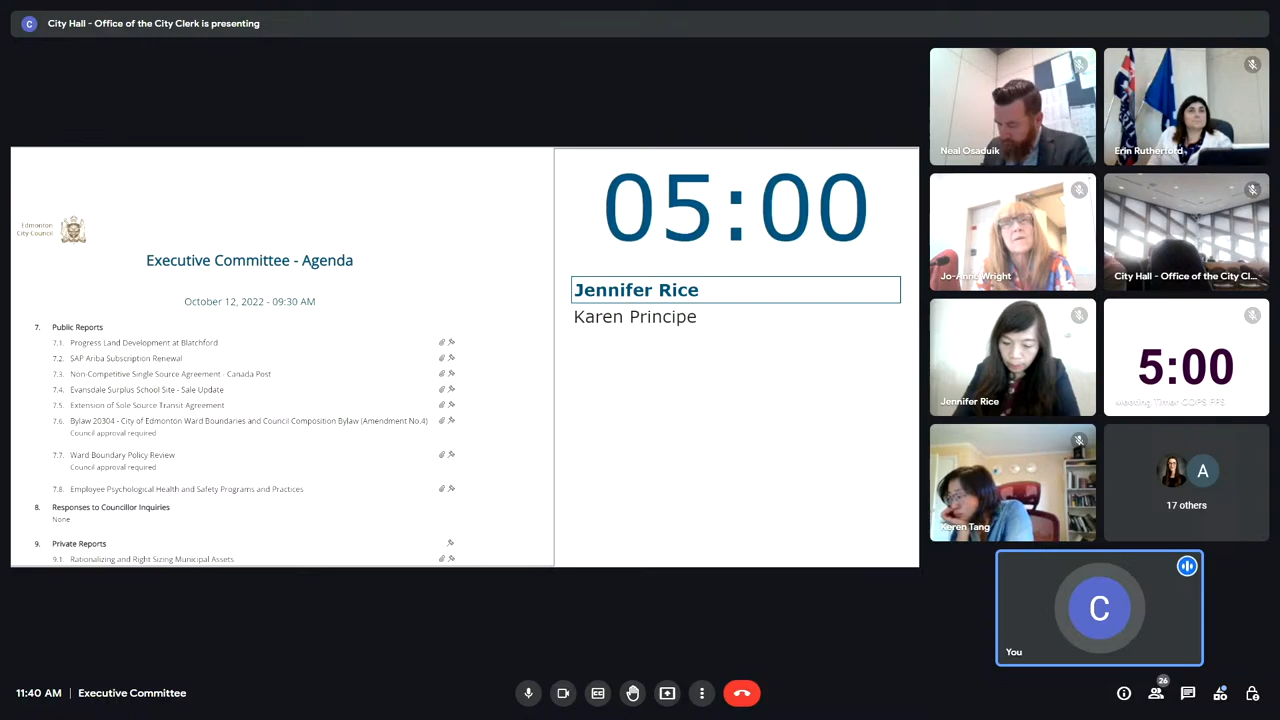 C City Hall - Office of the City Clerk is presenting
Edmonton
City Council
Executive Committee - Agenda
October 12, 2022 - 09:30 AM
7. Public Reports
7.1. Progress Land Development at Blatchford
7.2. SAP Ariba Subscription Renewal
7.3. Non-Competitive Single Source Agreement - Canada Post
7.4. Evansdale Surplus School Site - Sale Update
7.5. Extension of Sole Source Transit Agreement
7.6. Bylaw 20304 - City of Edmonton Ward Boundaries and Council Composition Bylaw (Amendment No.4)
Council approval required
7.7. Ward Boundary Policy Review
Council approval required
7.8. Employee Psychological Health and Safety Programs and Practices
8. Responses to Councillor Inquiries
None
9. Private Reports
9.1. Rationalizing and Right Sizing Municipal Assets
05:00
Jennifer Rice
Karen Principe
Neal Osaduik
Erin Rutherford
Jo-Anne Wright
City Hall - Office of the City Cl...
Jennifer Rice
5:00
Meeting Timer COPS FPS
Keren Tang
A
17 others
C
You
11:40 AM | Executive Committee
26